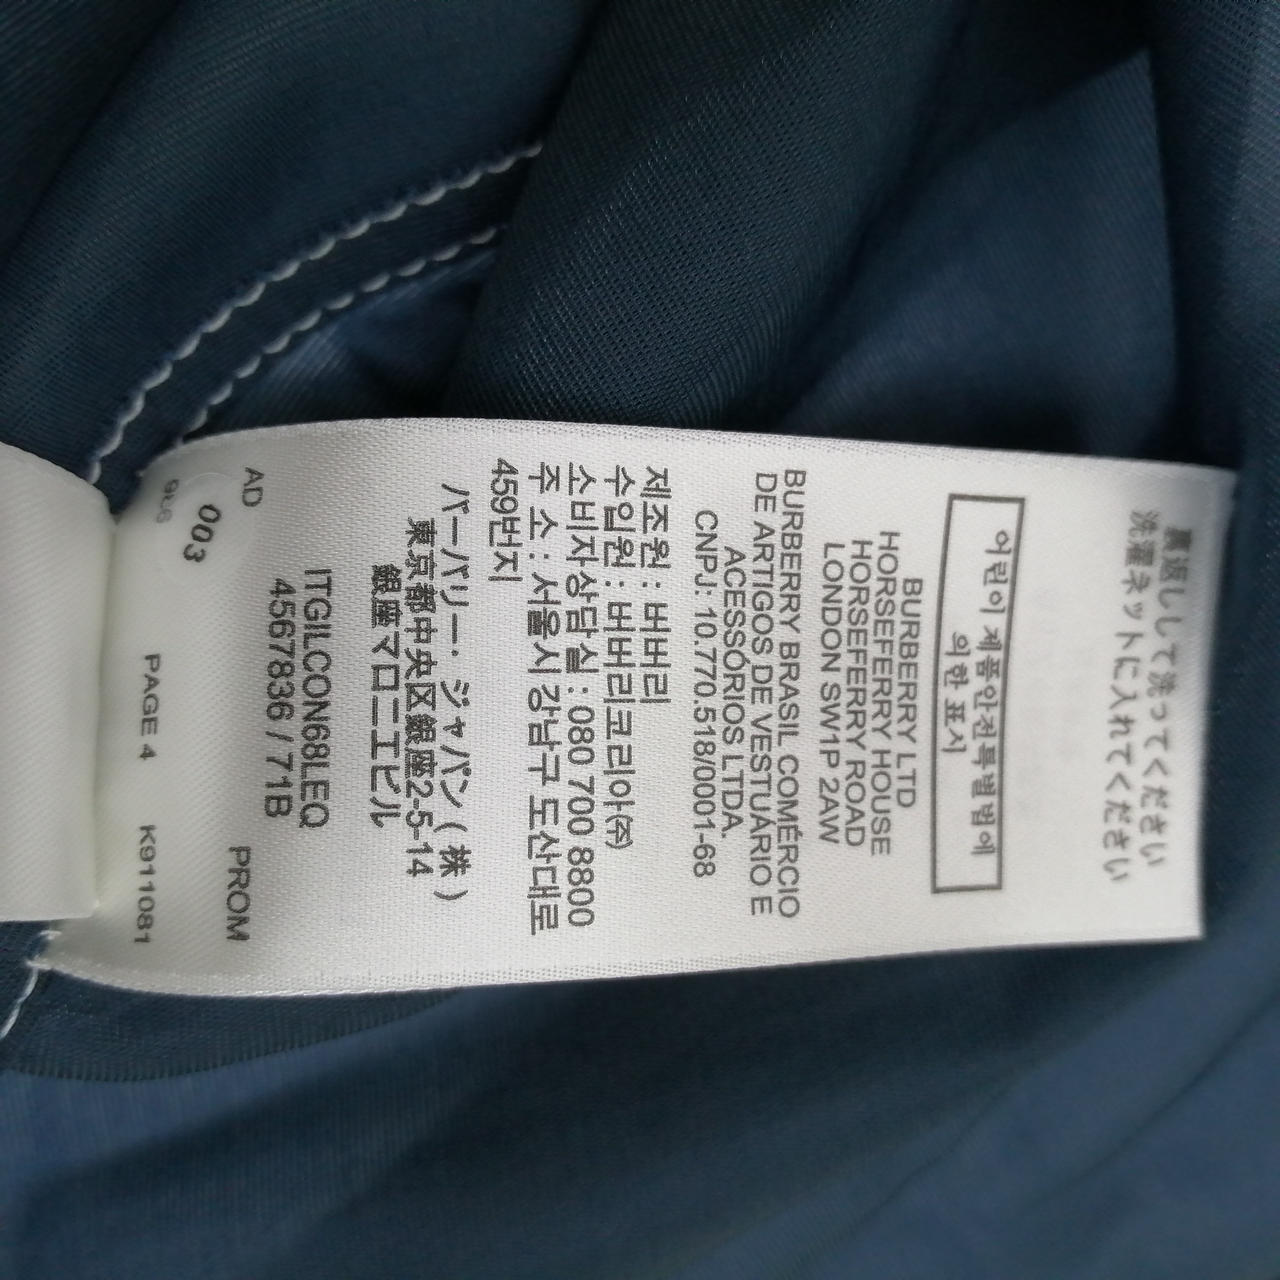 裏返しして洗ってください
洗濯ネットに入れてください
어린이 제품안전특별법에
의한 표시
BURBERRY LTD
HORSEFERRY HOUSE
HORSEFERRY ROAD
LONDON SW1P 2AW
BURBERRY BRASIL COMÉRCIO
DE ARTIGOS DE VESTUÁRIO E
ACESSÓRIOS LTDA.
CNPJ: 10.770.518/0001-68
제조원 : 버버리
수입원 : 버버리코리아(주)
소비자상담실 : 080 700 8800
주 소 : 서울시 강남구 도산대로
459번지
バーバリー・ジャパン(株)
東京都中央区銀座2-5-14
銀座マロニエビル
ITGILCON68LEQ
4567836 / 71B
AD PROM
003
PAGE 4 K911081